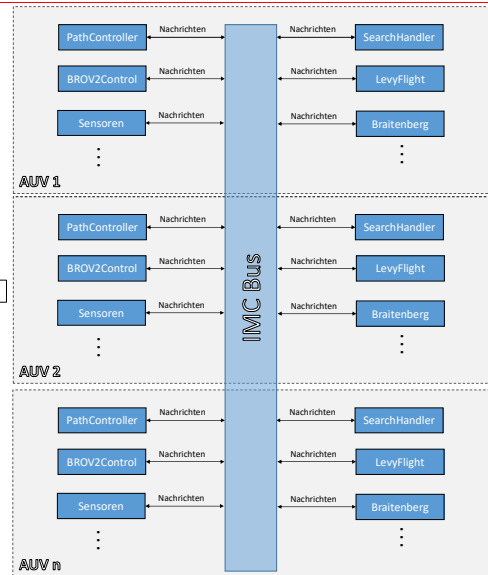 PathController Nachrichten Nachrichten SearchHandler
BROV2Control Nachrichten Nachrichten LevyFlight
Sensoren Nachrichten Nachrichten Braitenberg
AUV 1
PathController Nachrichten Nachrichten SearchHandler
BROV2Control Nachrichten Nachrichten LevyFlight
Sensoren Nachrichten Nachrichten Braitenberg
AUV 2
IMC Bus
PathController Nachrichten Nachrichten SearchHandler
BROV2Control Nachrichten Nachrichten LevyFlight
Sensoren Nachrichten Nachrichten Braitenberg
AUV n